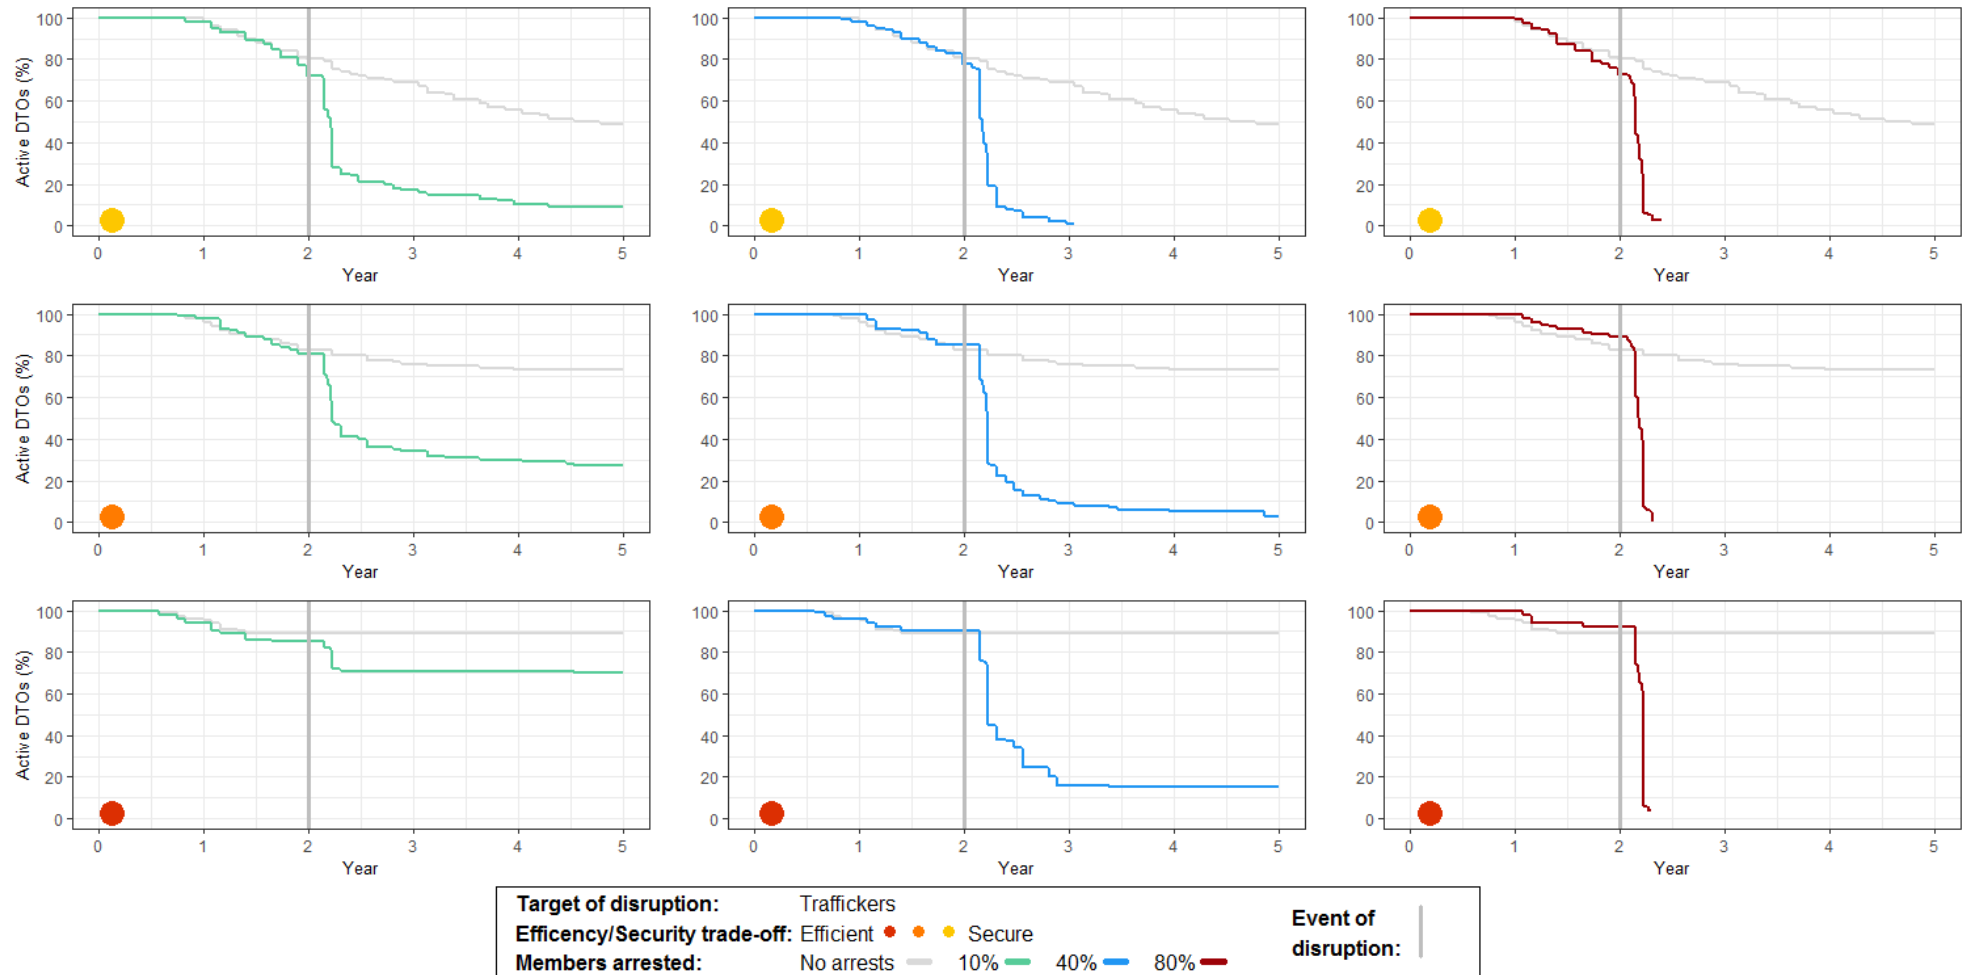 100
80
60
40
20
0
Active DTOs (%)
0 1 2 3 4 5
Year
100
80
60
40
20
0
0 1 2 3 4 5
Year
100
80
60
40
20
0
0 1 2 3 4 5
Year
100
80
60
40
20
0
Active DTOs (%)
0 1 2 3 4 5
Year
100
80
60
40
20
0
0 1 2 3 4 5
Year
100
80
60
40
20
0
0 1 2 3 4 5
Year
100
80
60
40
20
0
Active DTOs (%)
0 1 2 3 4 5
Year
100
80
60
40
20
0
0 1 2 3 4 5
Year
100
80
60
40
20
0
0 1 2 3 4 5
Year
Target of disruption: Traffickers
Efficency/Security trade-off: Efficient Secure
Members arrested: No arrests 10% 40% 80%
Event of
disruption: